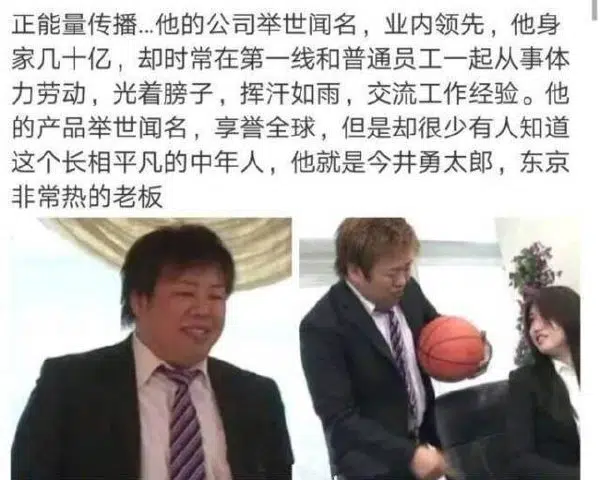 正能量传播...他的公司举世闻名，业内领先，他身
家几十亿，却时常在第一线和普通员工一起从事体
力劳动，光着膀子，挥汗如雨，交流工作经验。他
的产品举世闻名，享誉全球，但是却很少有人知道
这个长相平凡的中年人，他就是今井勇太郎，东京
非常热的老板